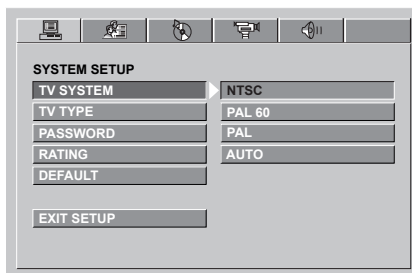 SYSTEM SETUP
TV SYSTEM
NTSC
TV TYPE
PAL 60
PASSWORD
PAL
RATING
AUTO
DEFAULT
EXIT SETUP